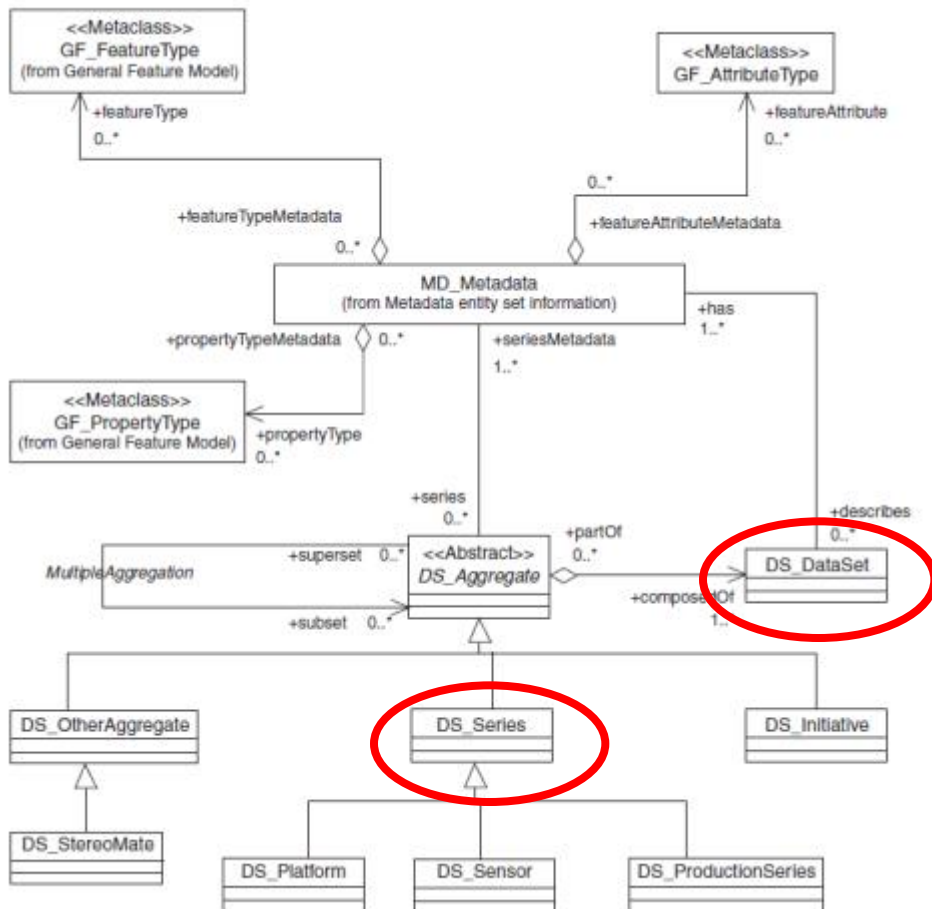 <<Metaclass>>
GF_FeatureType
(from General Feature Model)
<<Metaclass>>
GF_AttributeType
+featureType
0..*
+featureAttribute
0..*
0..*
+featureTypeMetadata
0..*
+featureAttributeMetadata
MD_Metadata
(from Metadata entity set information)
+has
1..*
+propertyTypeMetadata
0..*
+seriesMetadata
1..*
<<Metaclass>>
GF_PropertyType
(from General Feature Model)
+propertyType
0..*
+series
0..*
+partOf
0..*
+describes
0..*
+superset 0..*
MultipleAggregation
+subset 0..*
<<Abstract>>
DS_Aggregate
DS_DataSet
+composedOf
DS_OtherAggregate
DS_Series
DS_Initiative
DS_StereoMate
DS_Platform
DS_Sensor
DS_ProductionSeries